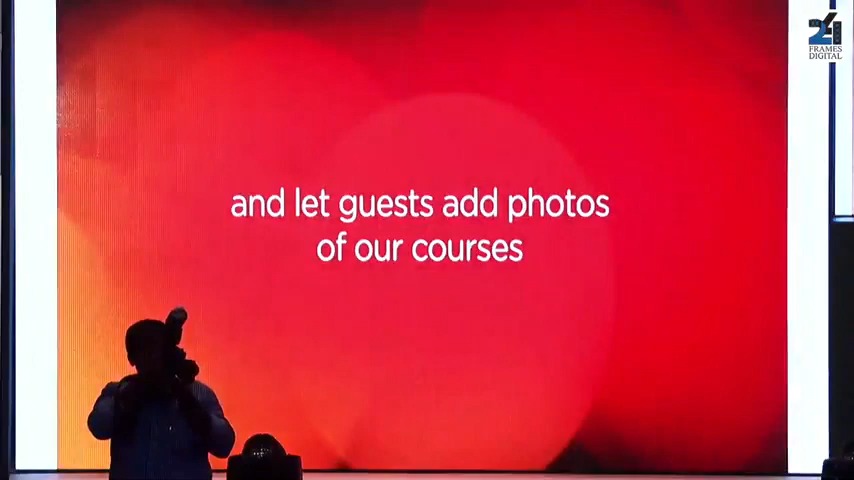 and let guests add photos
of our courses
24
FRAMES
DIGITAL